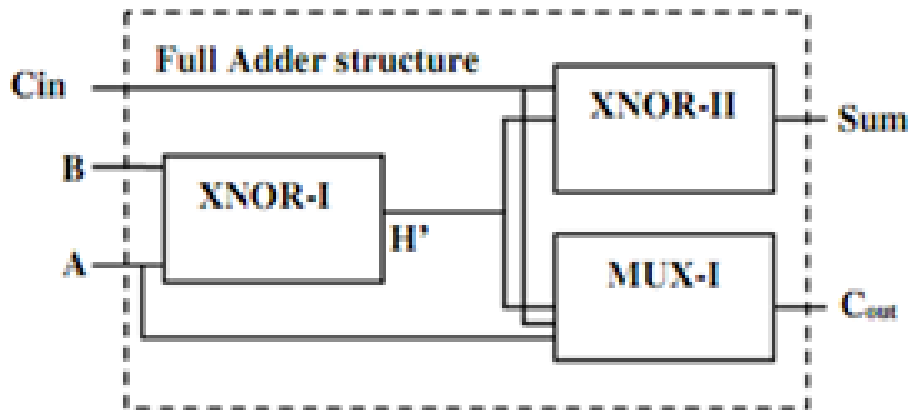 Full Adder structure
Cin
XNOR-II
Sum
B
XNOR-I
H'
A
MUX-I
Cout